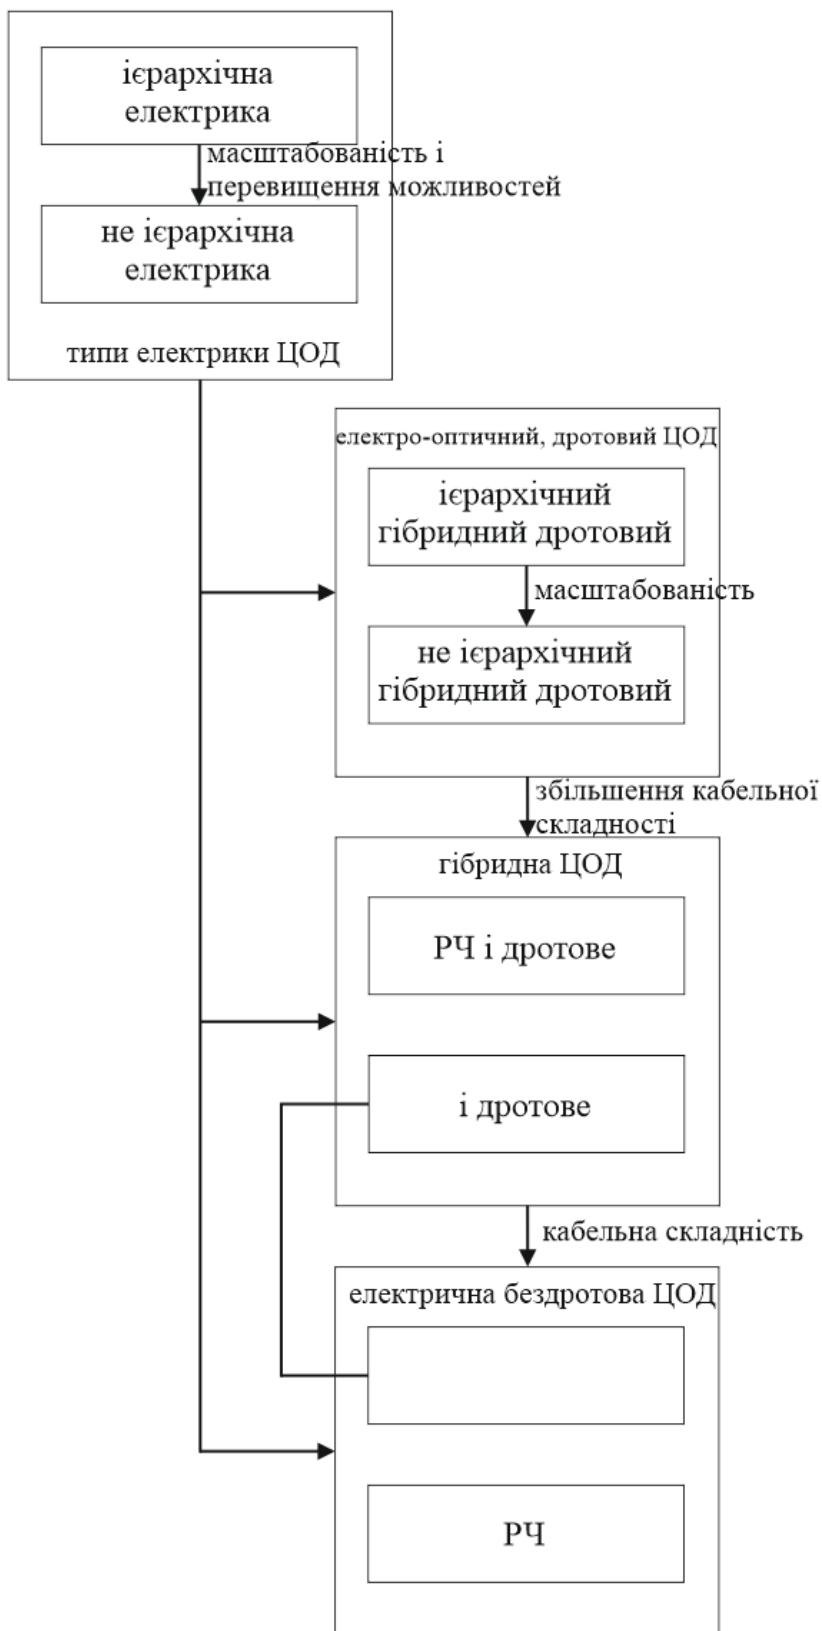 ієрархічна
електрика
масштабованість і
перевищення можливостей
не ієрархічна
електрика
типи електрики ЦОД
електро-оптичний, дротовий ЦОД
ієрархічний
гібридний дротовий
масштабованість
не ієрархічний
гібридний дротовий
збільшення кабельної
складності
гібридна ЦОД
РЧ і дротове
і дротове
кабельна складність
електрична бездротова ЦОД
РЧ